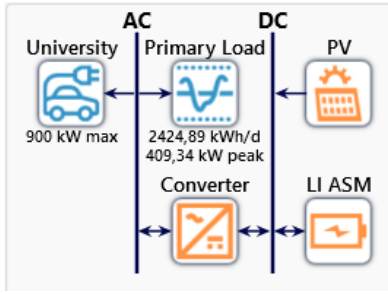 AC DC
University Primary Load PV
900 kW max 2424,89 kWh/d
409,34 kW peak
Converter LI ASM